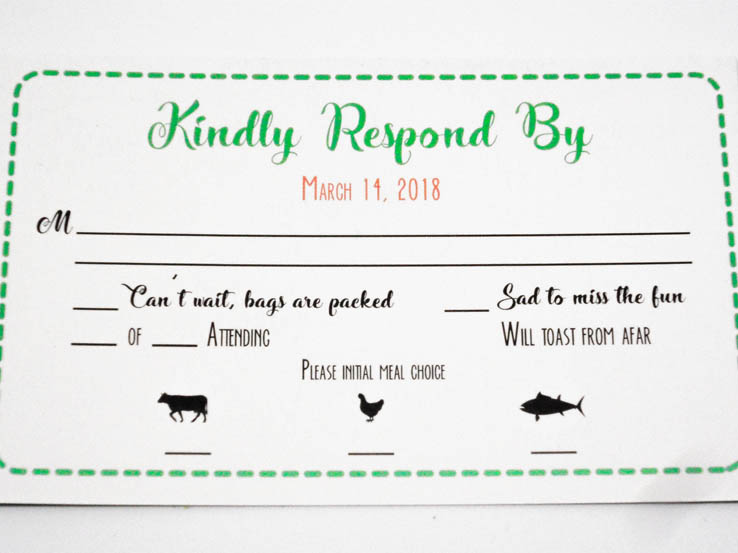 Kindly Respond By
March 14, 2018
M
Can't wait, bags are packed
Sad to miss the fun
of Attending
Will toast from afar
Please initial meal choice